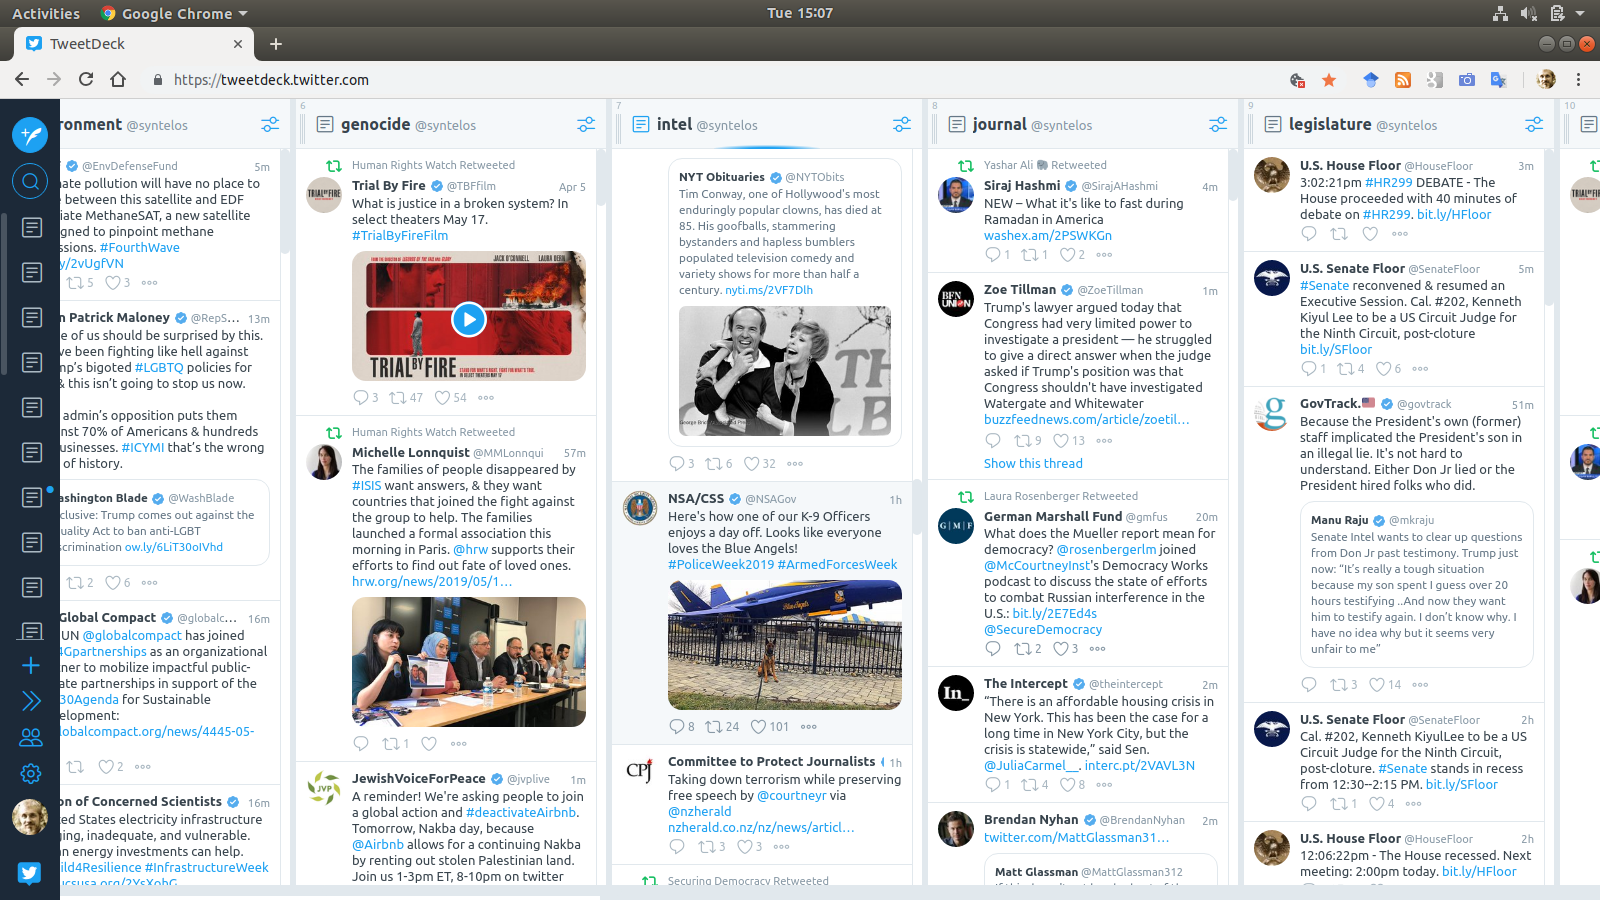 Activities
Google Chrome
Tue 15:07
TweetDeck
https://tweetdeck.twitter.com
ronment @syntelos
@EnvDefenseFund 5m
ate pollution will have no place to
between this satellite and EDF
iate MethaneSAT, a new satellite
gned to pinpoint methane
ssions. #FourthWave
y/2vUgfVN
5 3
n Patrick Maloney @RepS... 13m
e of us should be surprised by this.
ve been fighting like hell against
mp's bigoted #LGBTQ policies for
& this isn't going to stop us now.
admin's opposition puts them
nst 70% of Americans & hundreds
usinesses. #ICYMI that's the wrong
of history.
ashington Blade @WashBlade
clusive: Trump comes out against the
quality Act to ban anti-LGBT
scrimination ow.ly/6LiT30oIVhd
2 6
Global Compact @globalc... 16m
UN @globalcompact has joined
4Gpartnerships as an organizational
ner to mobilize impactful public-
ate partnerships in support of the
30Agenda for Sustainable
elopment:
lobalcompact.org/news/4445-05-
2
on of Concerned Scientists 16m
ted States electricity infrastructure
ging, inadequate, and vulnerable.
an energy investments can help.
ild4Resilience #InfrastructureWeek
ucsusa.org/?YsXobG
6
genocide @syntelos
Human Rights Watch Retweeted
Trial By Fire @TBFfilm Apr 5
What is justice in a broken system? In
select theaters May 17.
#TrialByFireFilm
JACK O'CONNELL LAURA DERN
TRIAL BY FIRE
3 47 54
Human Rights Watch Retweeted
Michelle Lonnquist @MMLonnqui 57m
The families of people disappeared by
#ISIS want answers, & they want
countries that joined the fight against
the group to help. The families
launched a formal association this
morning in Paris. @hrw supports their
efforts to find out fate of loved ones.
hrw.org/news/2019/05/1...
1
JewishVoiceForPeace @jvplive 1m
A reminder! We're asking people to join
a global action and #deactivateAirbnb.
Tomorrow, Nakba day, because
@Airbnb allows for a continuing Nakba
by renting out stolen Palestinian land.
Join us 1-3pm ET, 8-10pm on twitter
7
intel @syntelos
NYT Obituaries @NYTObits
Tim Conway, one of Hollywood's most
enduringly popular clowns, has died at
85. His goofballs, stammering
bystanders and hapless bumblers
populated television comedy and
variety shows for more than half a
century. nyti.ms/2VF7Dlh
3 6 32
NSA/CSS @NSAGov 1h
Here's how one of our K-9 Officers
enjoys a day off. Looks like everyone
loves the Blue Angels!
#PoliceWeek2019 #ArmedForcesWeek
Blue Angels
8 24 101
CPJ
Committee to Protect Journalists 1h
Taking down terrorism while preserving
free speech by @courtneyr via
@nzherald
nzherald.co.nz/nz/news/articl...
3 3
Securing Democracy Retweeted
8
journal @syntelos
Yashar Ali Retweeted
Siraj Hashmi @SirajAHashmi 4m
NEW – What it's like to fast during
Ramadan in America
washex.am/2PSWKGn
1 1 2
BFN UNION
Zoe Tillman @ZoeTillman 1m
Trump's lawyer argued today that
Congress had very limited power to
investigate a president — he struggled
to give a direct answer when the judge
asked if Trump's position was that
Congress shouldn't have investigated
Watergate and Whitewater
buzzfeednews.com/article/zoetil...
9 13
Show this thread
Laura Rosenberger Retweeted
G|M|F
German Marshall Fund @gmfus 20m
What does the Mueller report mean for
democracy? @rosenbergerlm joined
@McCourtneyInst's Democracy Works
podcast to discuss the state of efforts
to combat Russian interference in the
U.S.: bit.ly/2E7Ed4s
@SecureDemocracy
2 3
In_
The Intercept @theintercept 2m
“There is an affordable housing crisis in
New York. This has been the case for a
long time in New York City, but the
crisis is statewide,” said Sen.
@JuliaCarmel__. interc.pt/2VAVL3N
1 4 8
Brendan Nyhan @BrendanNyhan 2m
twitter.com/MattGlassman31...
Matt Glassman @MattGlassman312
9
legislature @syntelos
U.S. House Floor @HouseFloor 3m
3:02:21pm #HR299 DEBATE - The
House proceeded with 40 minutes of
debate on #HR299. bit.ly/HFloor
U.S. Senate Floor @SenateFloor 5m
#Senate reconvened & resumed an
Executive Session. Cal. #202, Kenneth
Kiyul Lee to be a US Circuit Judge for
the Ninth Circuit, post-cloture
bit.ly/SFloor
1 4 6
GovTrack. @govtrack 51m
Because the President's own (former)
staff implicated the President's son in
an illegal lie. It's not hard to
understand. Either Don Jr lied or the
President hired folks who did.
Manu Raju @mkraju
Senate Intel wants to clear up questions
from Don Jr past testimony. Trump just
now: “It's really a tough situation
because my son spent I guess over 20
hours testifying ..And now they want
him to testify again. I don't know why. I
have no idea why but it seems very
unfair to me”
3 14
U.S. Senate Floor @SenateFloor 2h
Cal. #202, Kenneth KiyulLee to be a US
Circuit Judge for the Ninth Circuit,
post-cloture. #Senate stands in recess
from 12:30--2:15 PM. bit.ly/SFloor
1 4
U.S. House Floor @HouseFloor 2h
12:06:22pm - The House recessed. Next
meeting: 2:00pm today. bit.ly/HFloor
10